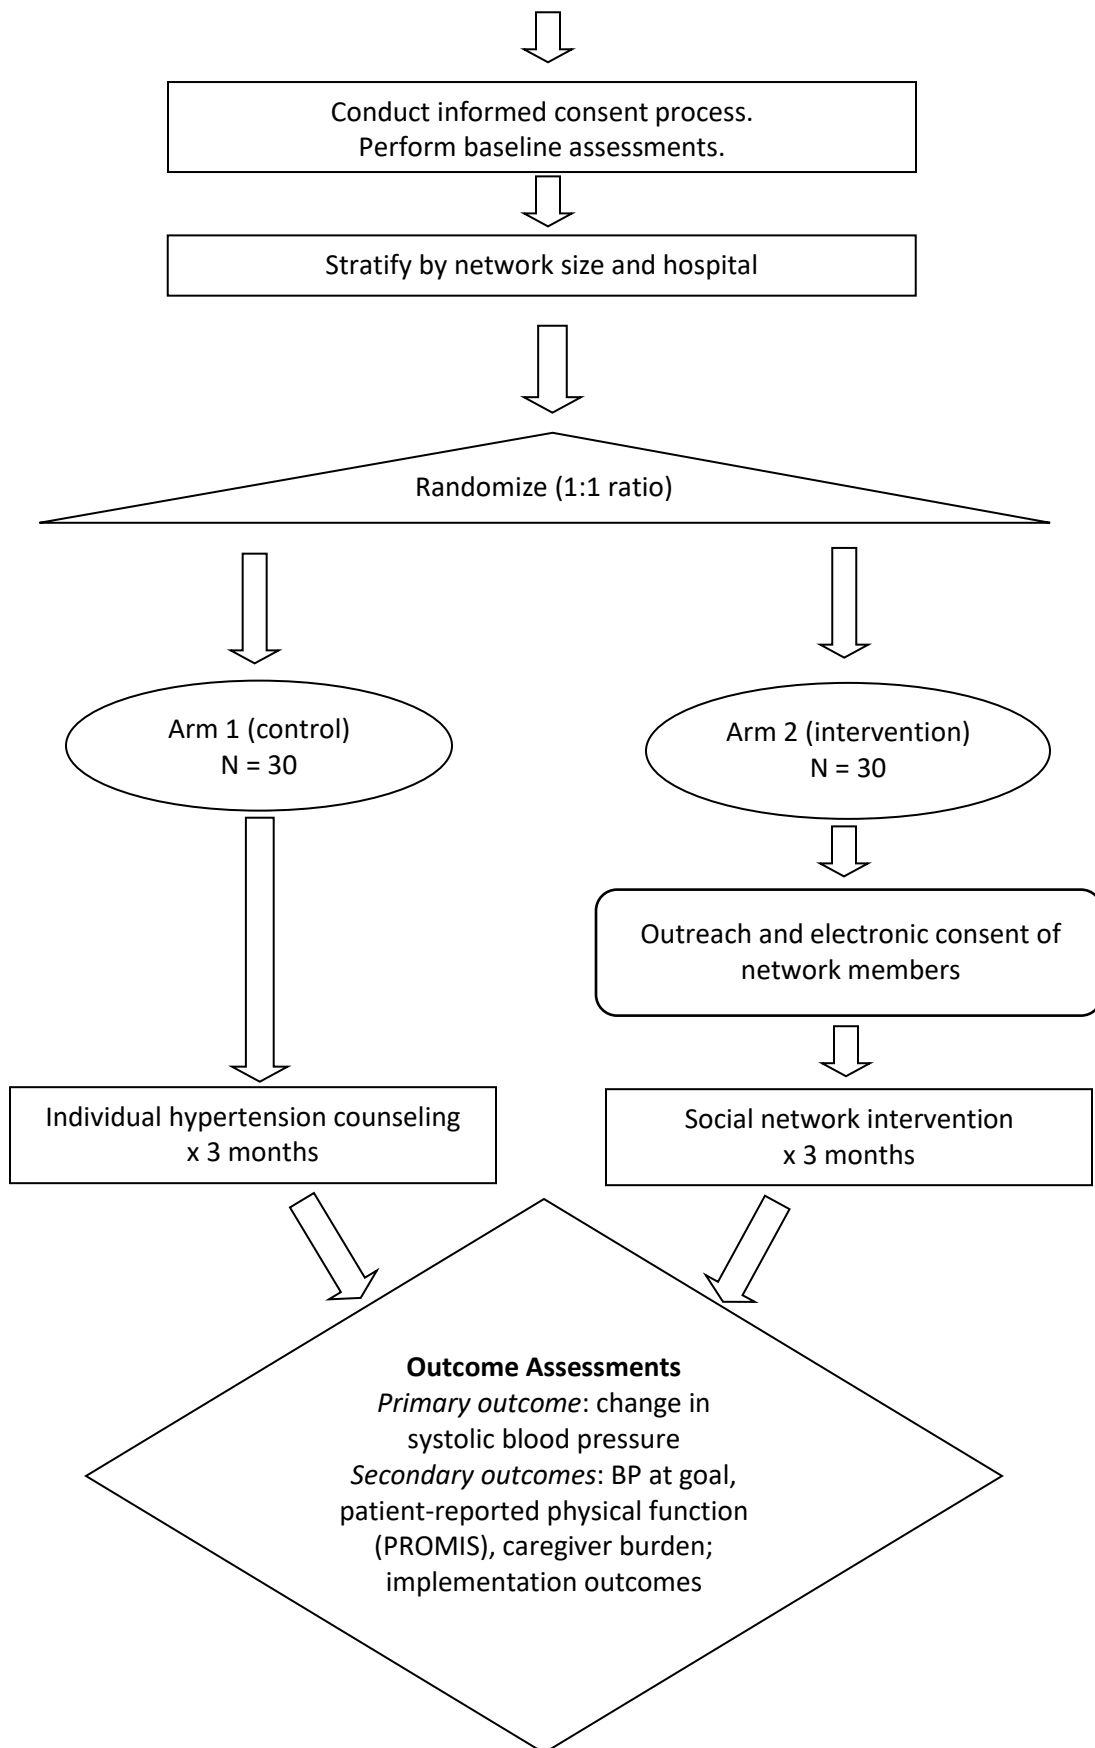 Conduct informed consent process.
Perform baseline assessments.
Stratify by network size and hospital
Randomize (1:1 ratio)
Arm 1 (control)
N = 30
Arm 2 (intervention)
N = 30
Outreach and electronic consent of
network members
Individual hypertension counseling
x 3 months
Social network intervention
x 3 months
Outcome Assessments
Primary outcome: change in
systolic blood pressure
Secondary outcomes: BP at goal,
patient-reported physical function
(PROMIS), caregiver burden;
implementation outcomes